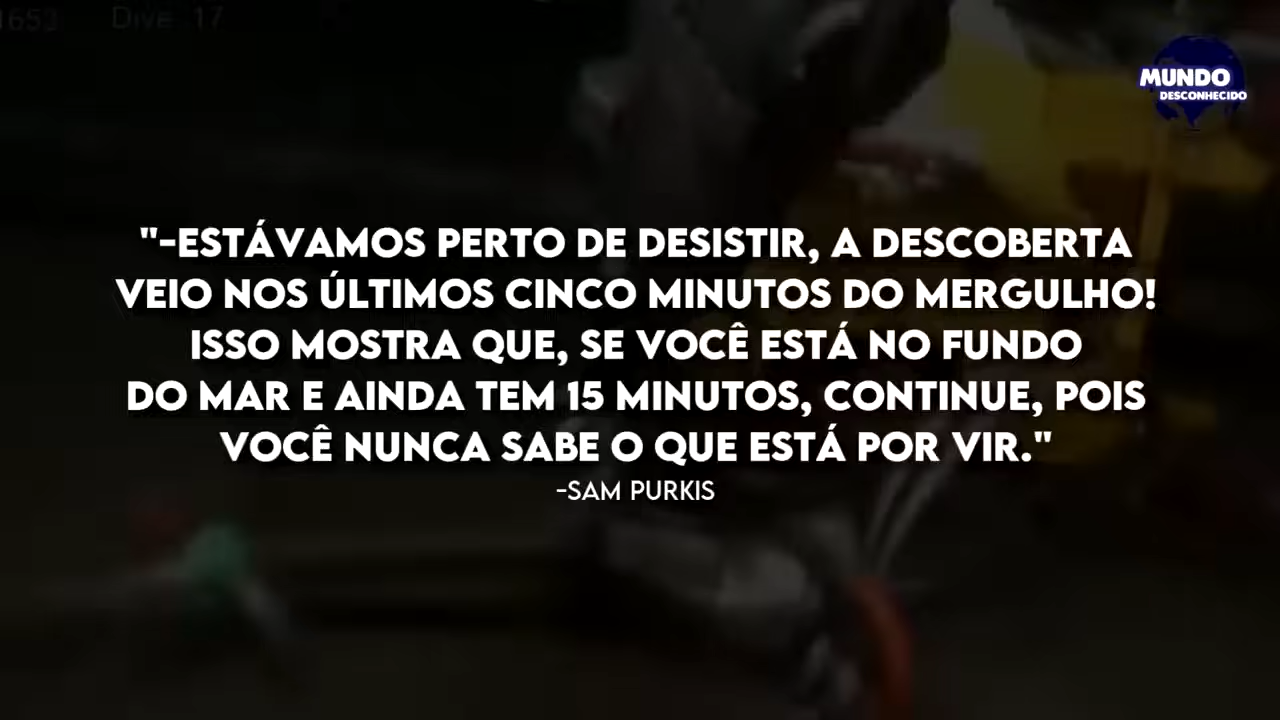 1653 Dive 17
MUNDO
DESCONHECIDO
"-ESTÁVAMOS PERTO DE DESISTIR, A DESCOBERTA
VEIO NOS ÚLTIMOS CINCO MINUTOS DO MERGULHO!
ISSO MOSTRA QUE, SE VOCÊ ESTÁ NO FUNDO
DO MAR E AINDA TEM 15 MINUTOS, CONTINUE, POIS
VOCÊ NUNCA SABE O QUE ESTÁ POR VIR."
-SAM PURKIS